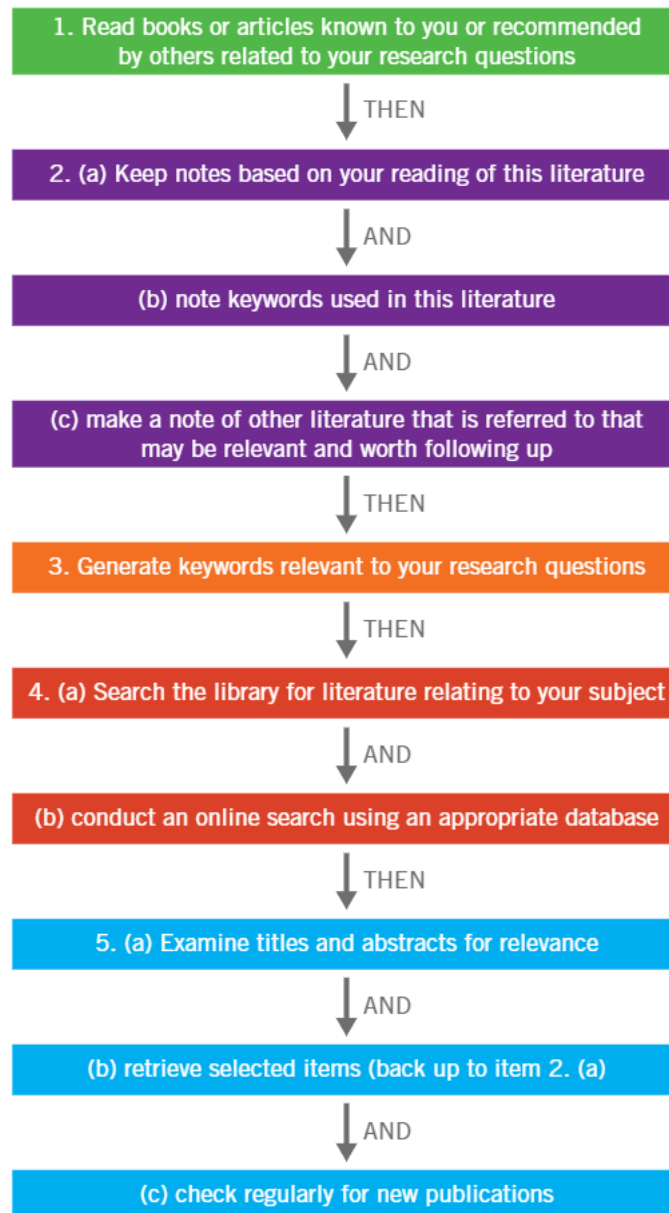 1. Read books or articles known to you or recommended
by others related to your research questions
THEN
2. (a) Keep notes based on your reading of this literature
AND
(b) note keywords used in this literature
AND
(c) make a note of other literature that is referred to that
may be relevant and worth following up
THEN
3. Generate keywords relevant to your research questions
THEN
4. (a) Search the library for literature relating to your subject
AND
(b) conduct an online search using an appropriate database
THEN
5. (a) Examine titles and abstracts for relevance
AND
(b) retrieve selected items (back up to item 2. (a)
AND
(c) check regularly for new publications